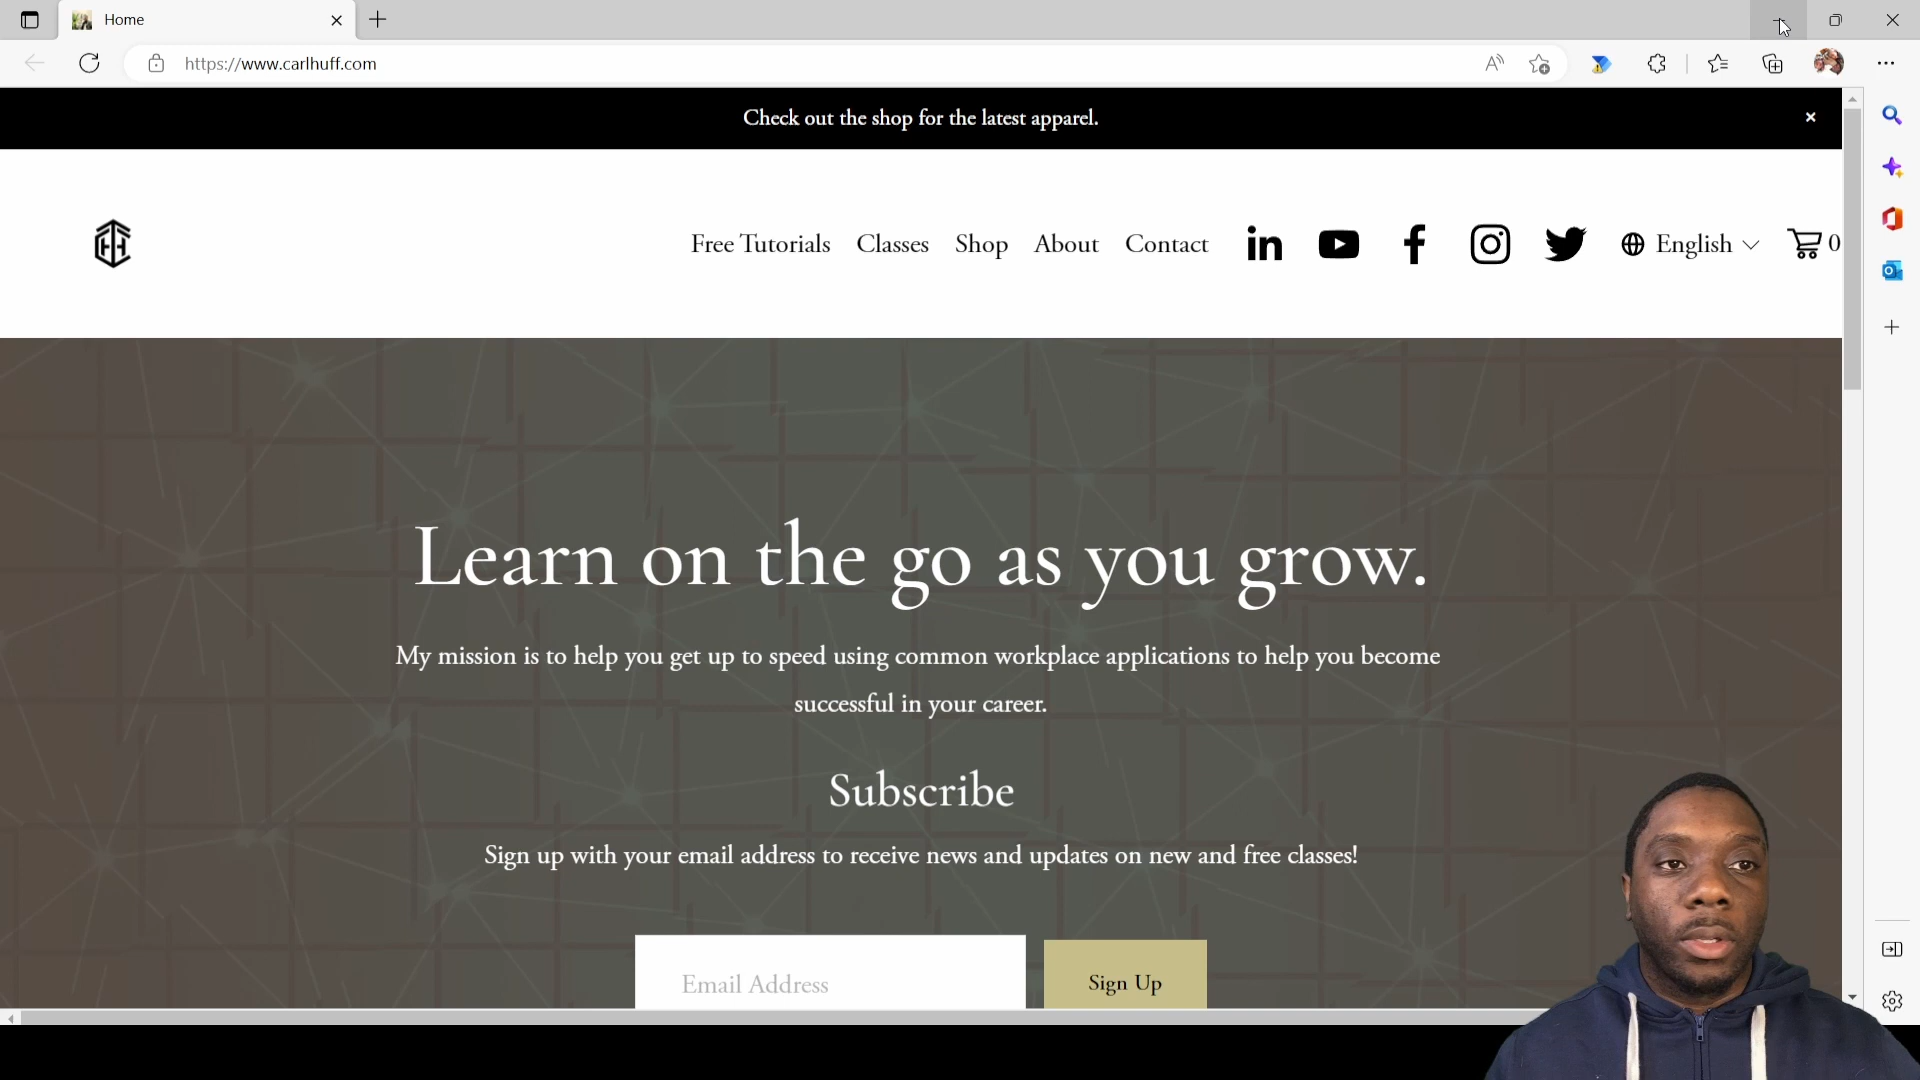 Home
https://www.carlhuff.com
Check out the shop for the latest apparel.
Free Tutorials Classes Shop About Contact English 0
Learn on the go as you grow.
My mission is to help you get up to speed using common workplace applications to help you become
successful in your career.
Subscribe
Sign up with your email address to receive news and updates on new and free classes!
Email Address Sign Up